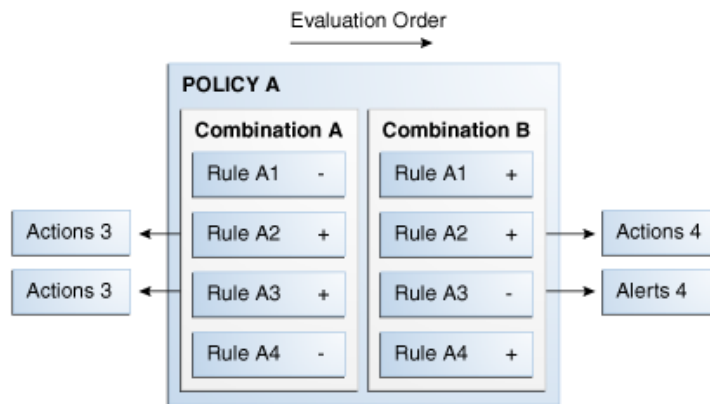 Evaluation Order
POLICY A
Combination A Combination B
Rule A1 - Rule A1 +
Actions 3 Rule A2 + Rule A2 + Actions 4
Actions 3 Rule A3 + Rule A3 - Alerts 4
Rule A4 - Rule A4 +